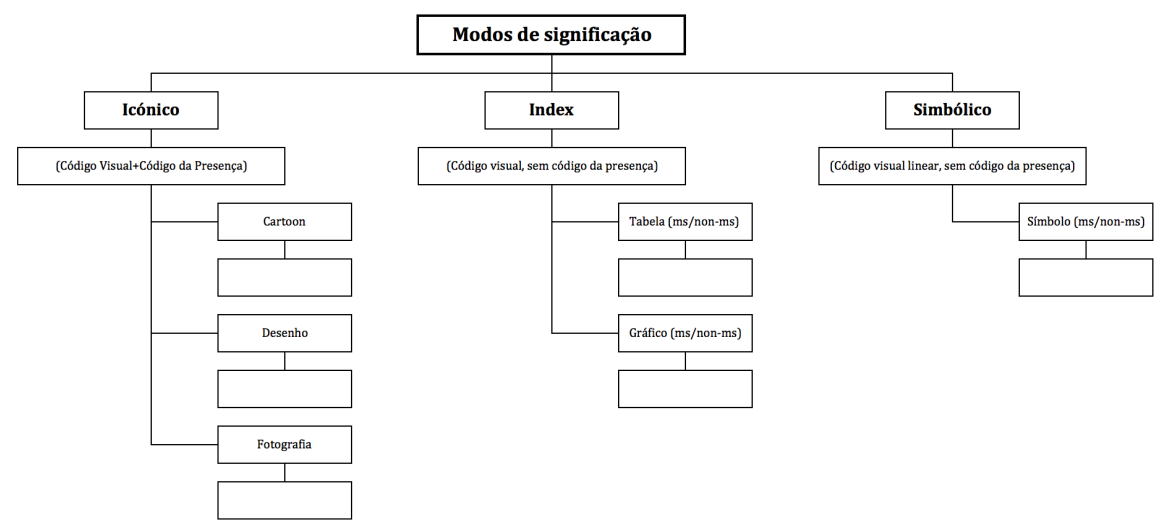 Modos de significação
Icónico
Index
Simbólico
(Código Visual+Código da Presença)
(Código visual, sem código da presença)
(Código visual linear, sem código da presença)
Cartoon
Tabela (ms/non-ms)
Símbolo (ms/non-ms)
Desenho
Gráfico (ms/non-ms)
Fotografia